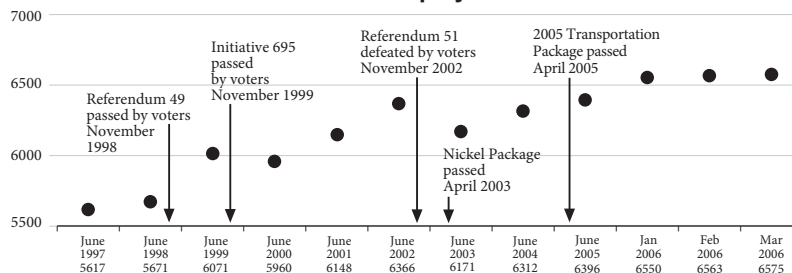 7000
6500
6000
5500
Referendum 49
passed by voters
November
1998
Initiative 695
passed
by voters
November 1999
Referendum 51
defeated by voters
November 2002
Nickel Package
passed
April 2003
2005 Transportation
Package passed
April 2005
June
1997
5617
June
1998
5671
June
1999
6071
June
2000
5960
June
2001
6148
June
2002
6366
June
2003
6171
June
2004
6312
June
2005
6396
Jan
2006
6550
Feb
2006
6563
Mar
2006
6575